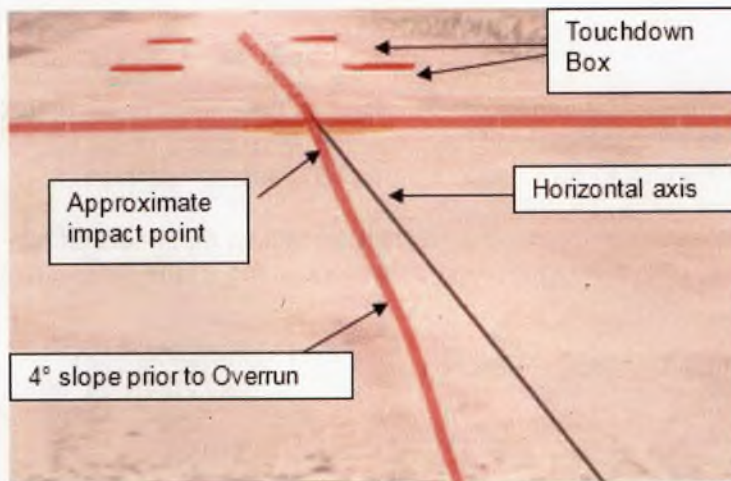 Touchdown
Box
Approximate
impact point
Horizontal axis
4° slope prior to Overrun